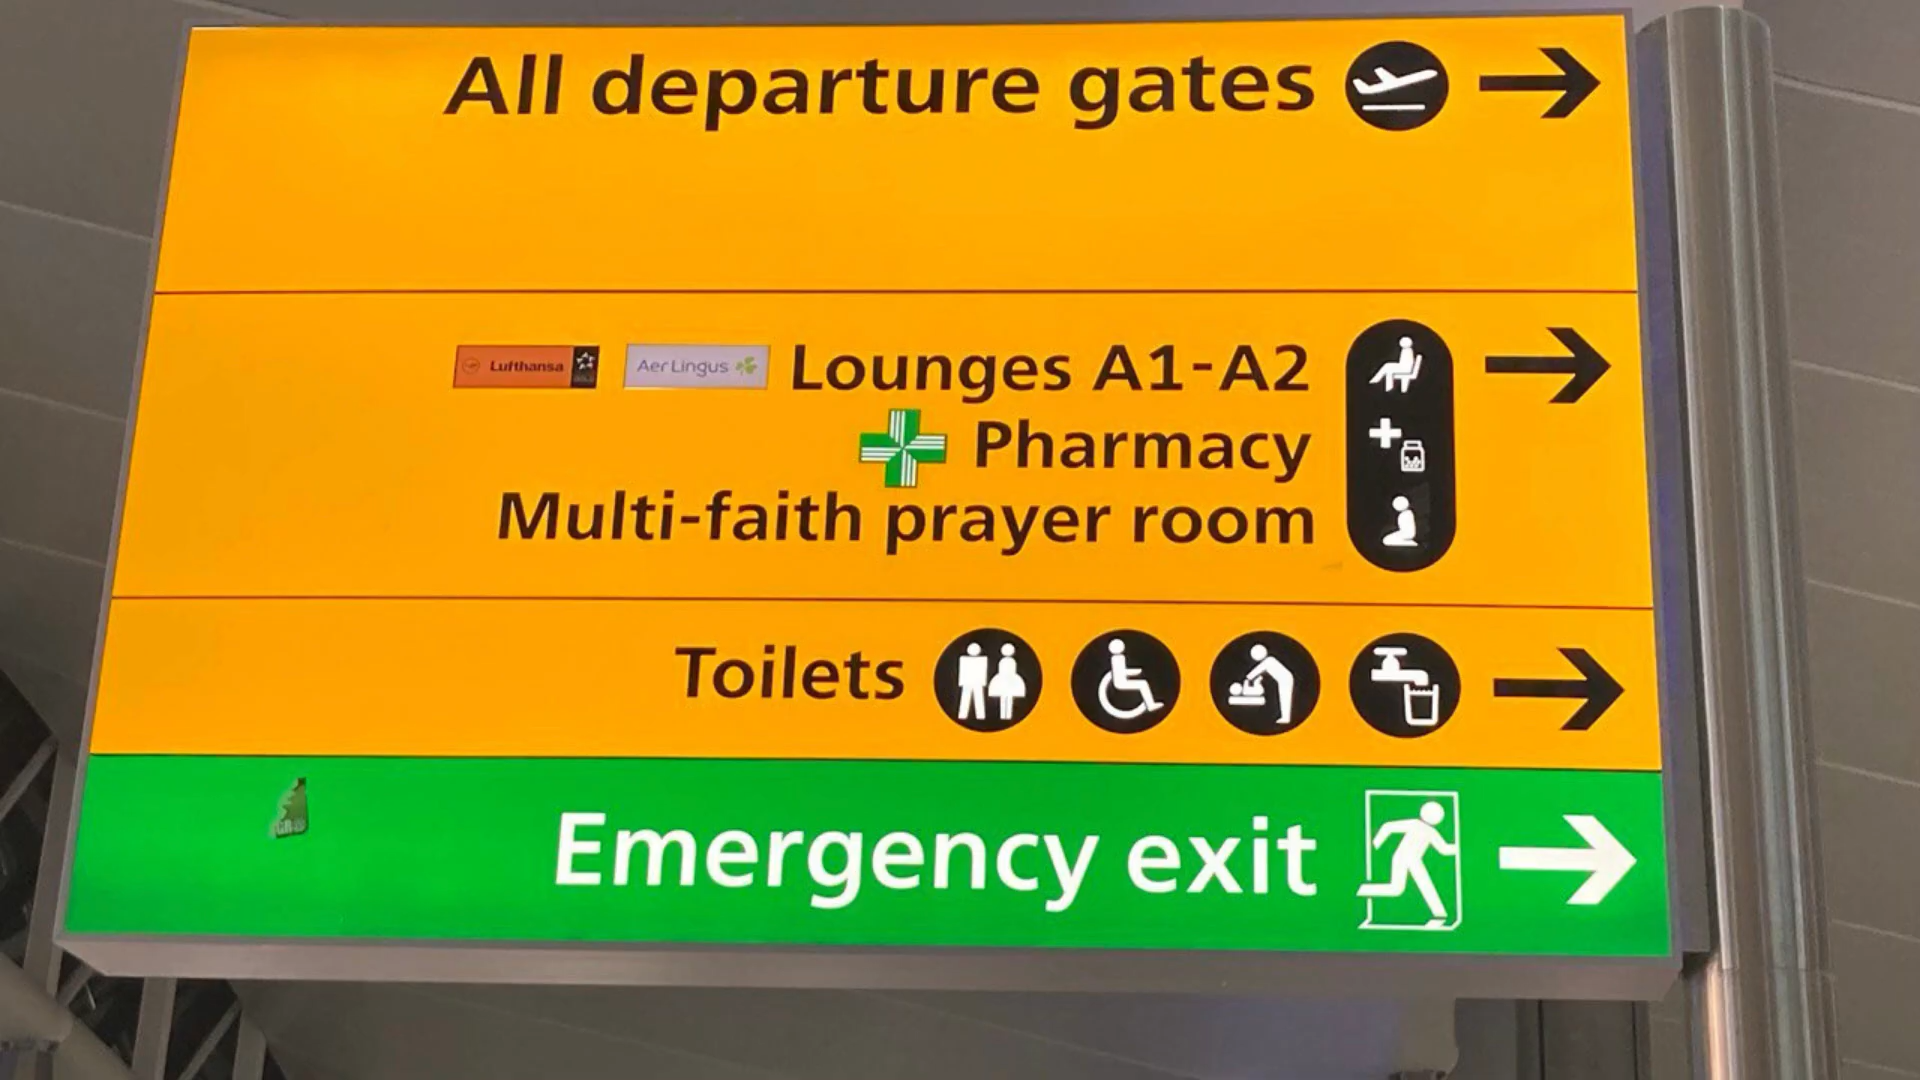 All departure gates
Lufthansa Aer Lingus Lounges A1-A2
Pharmacy
Multi-faith prayer room
Toilets
Emergency exit